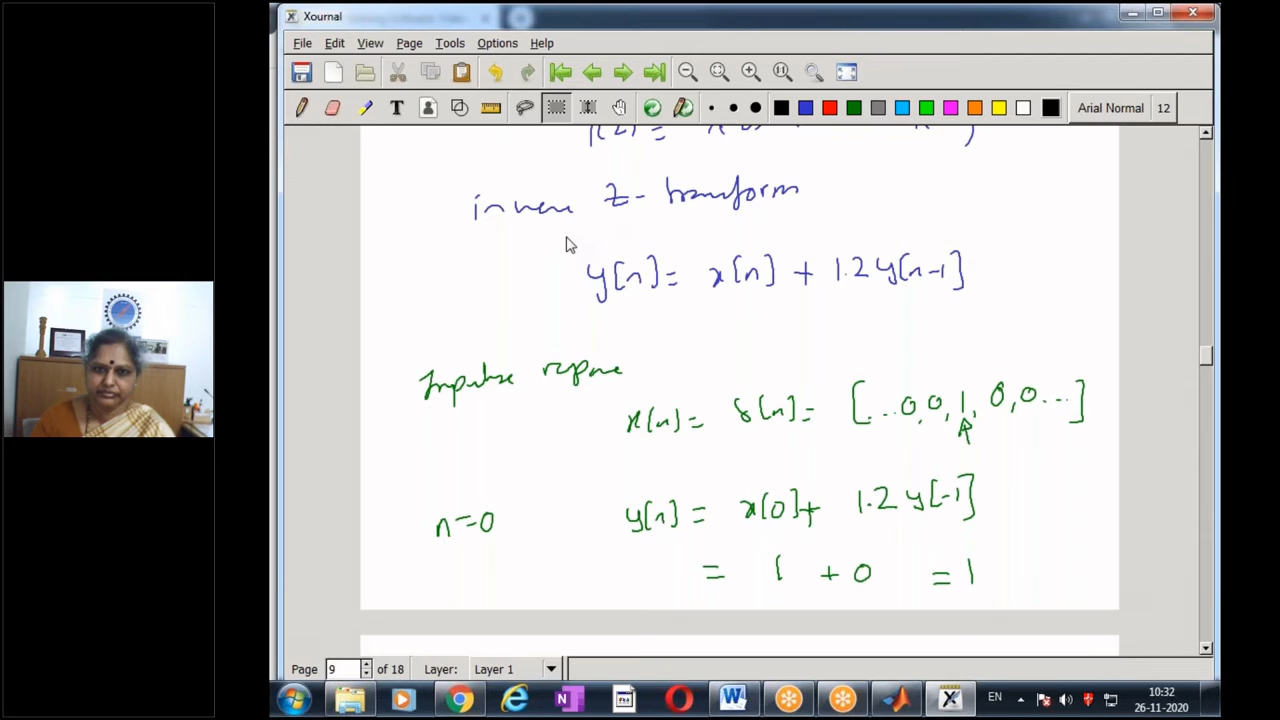 Xournal
File Edit View Page Tools Options Help
Arial Normal 12
inverse Z- transform
y[n]= x[n] + 1.2y[n-1]
Impulse response
x[n]= δ[n]= [...0,0,1,0,0...]
n=0 y[n]= x[0]+ 1.2y[-1]
= 1 + 0 = 1
Page 9 of 18 Layer: Layer 1
EN 10:32
26-11-2020